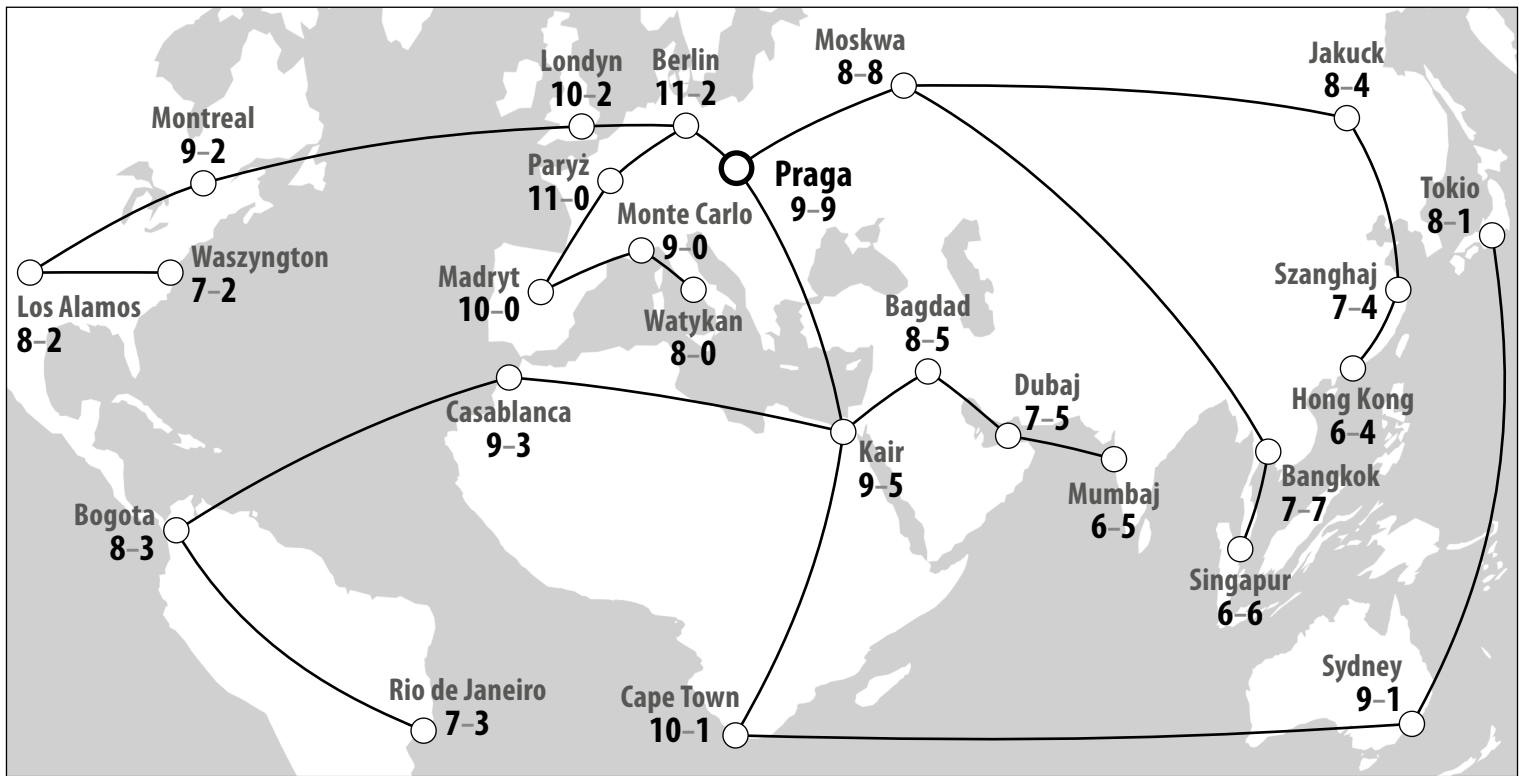 Moskwa
8–8
Jakuck
8–4
Londyn
10–2
Berlin
11–2
Montreal
9–2
Paryż
11–0
Praga
9–9
Tokio
8–1
Monte Carlo
9–0
Waszyngton
7–2
Madryt
10–0
Szanghaj
7–4
Los Alamos
8–2
Watykan
8–0
Bagdad
8–5
Dubaj
7–5
Hong Kong
6–4
Casablanca
9–3
Kair
9–5
Bangkok
7–7
Mumbaj
6–5
Bogota
8–3
Singapur
6–6
Sydney
9–1
Rio de Janeiro
7–3
Cape Town
10–1